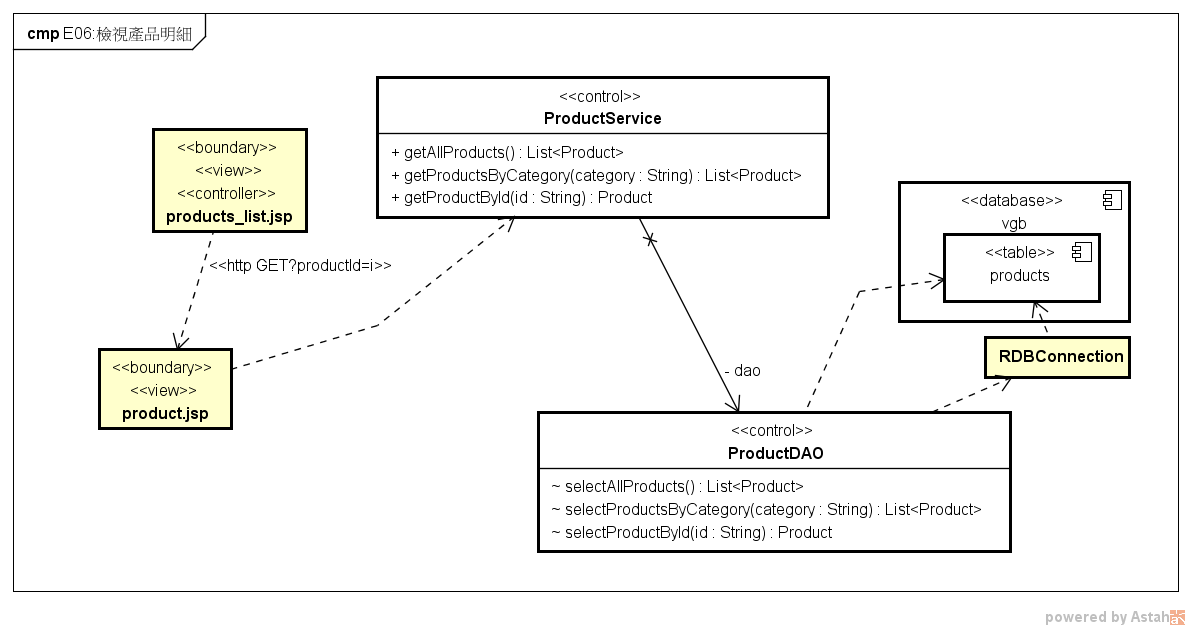 cmp E06:檢視產品明細
<<control>>
ProductService
+ getAllProducts() : List<Product>
+ getProductsByCategory(category : String) : List<Product>
+ getProductById(id : String) : Product
<<boundary>>
<<view>>
<<controller>>
products_list.jsp
<<http GET?productId=i>>
<<database>>
vgb
<<table>>
products
RDBConnection
<<boundary>>
<<view>>
product.jsp
- dao
<<control>>
ProductDAO
~ selectAllProducts() : List<Product>
~ selectProductsByCategory(category : String) : List<Product>
~ selectProductById(id : String) : Product
powered by Astah